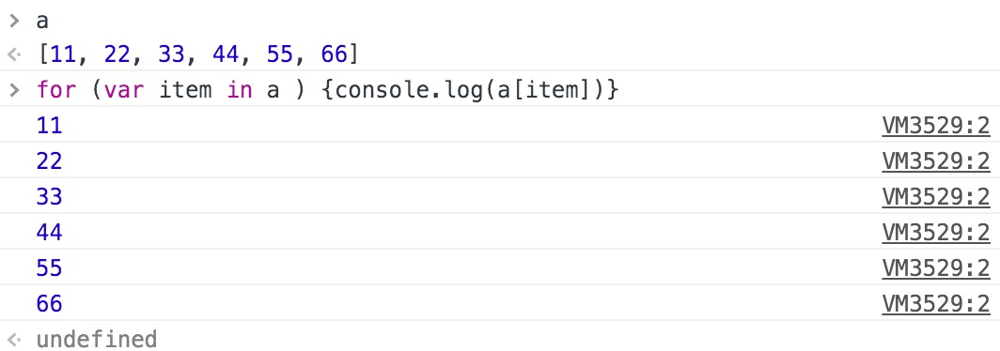 > a
<· [11, 22, 33, 44, 55, 66]
> for (var item in a ) {console.log(a[item])}
11 VM3529:2
22 VM3529:2
33 VM3529:2
44 VM3529:2
55 VM3529:2
66 VM3529:2
<· undefined